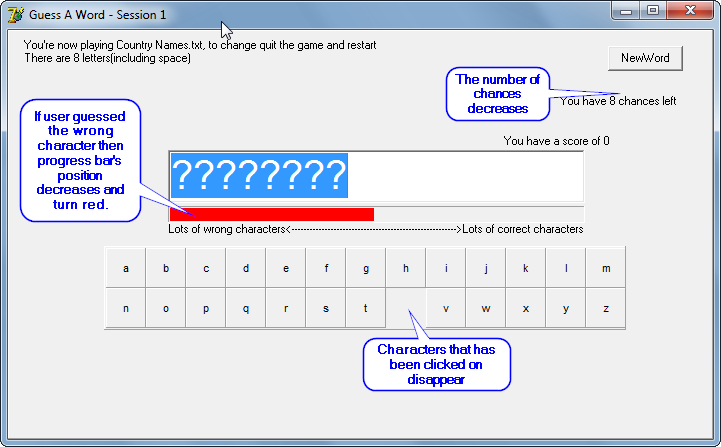 Guess A Word - Session 1
You're now playing Country Names.txt, to change quit the game and restart
There are 8 letters(including space)
NewWord
The number of
chances
decreases
You have 8 chances left
If user guessed
the wrong
character then
progress bar's
position
decreases and
turn red.
You have a score of 0
????????
Lots of wrong characters<-------------------------------------------------->Lots of correct characters
a b c d e f g h i j k l m
n o p q r s t v w x y z
Characters that has
been clicked on
disappear